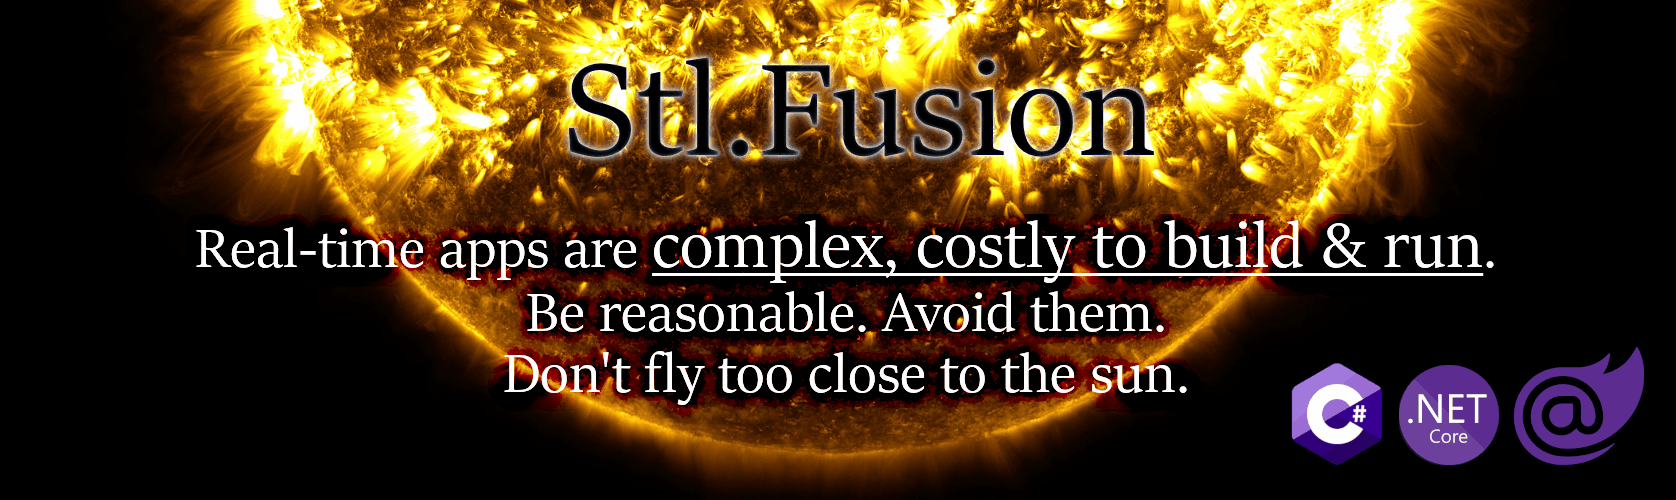 Stl.Fusion
Real-time apps are complex, costly to build & run.
Be reasonable. Avoid them.
Don't fly too close to the sun.
C#
.NET
Core
@